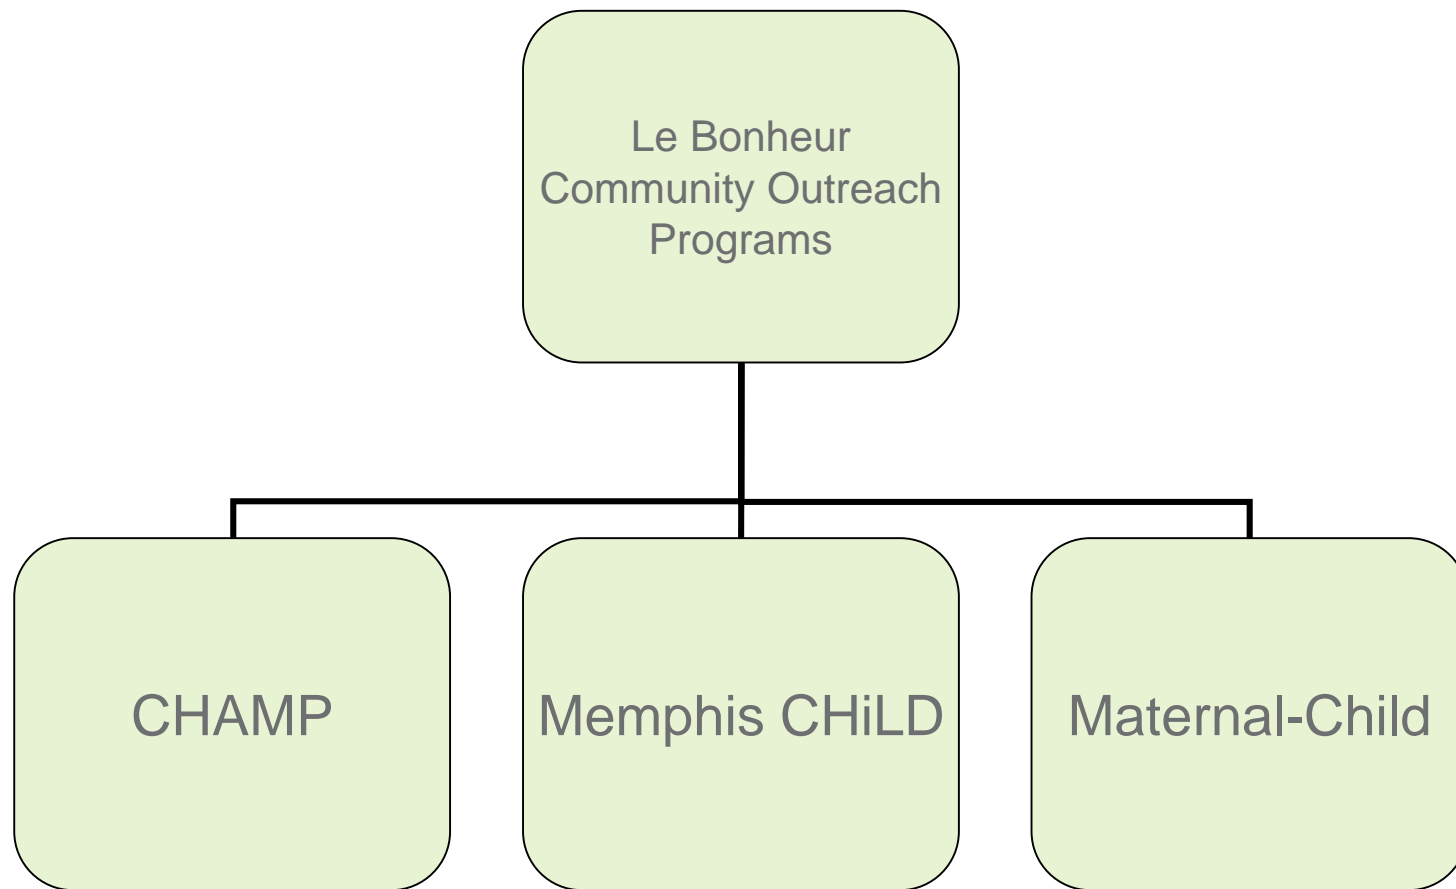 Le Bonheur
Community Outreach
Programs
CHAMP
Memphis CHiLD
Maternal-Child